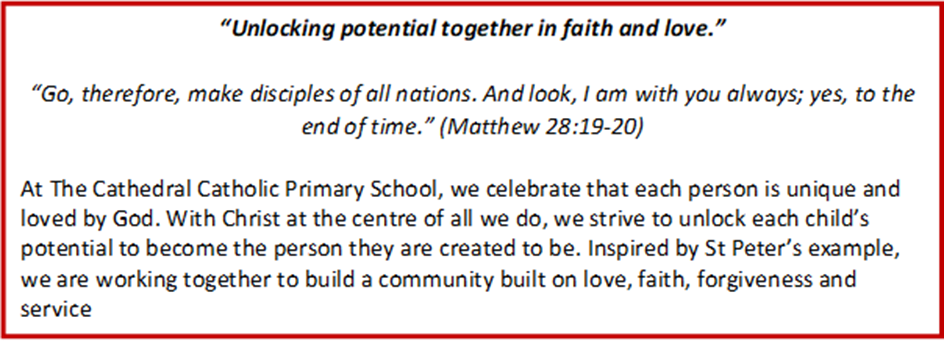 “Unlocking potential together in faith and love.”
“Go, therefore, make disciples of all nations. And look, I am with you always; yes, to the
end of time.” (Matthew 28:19-20)
At The Cathedral Catholic Primary School, we celebrate that each person is unique and
loved by God. With Christ at the centre of all we do, we strive to unlock each child’s
potential to become the person they are created to be. Inspired by St Peter’s example,
we are working together to build a community built on love, faith, forgiveness and
service